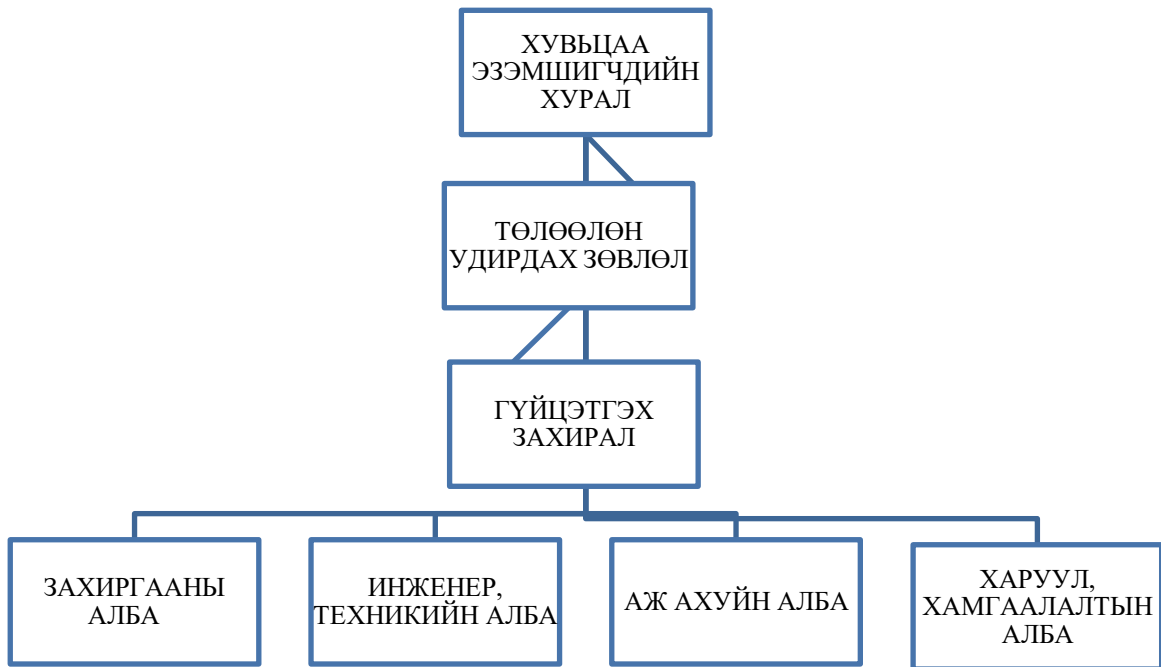 ХУВЬЦАА
ЭЗЭМШИГЧДИЙН
ХУРАЛ
ТӨЛӨӨЛӨН
УДИРДАХ ЗӨВЛӨЛ
ГҮЙЦЭТГЭХ
ЗАХИРАЛ
ЗАХИРГААНЫ
АЛБА
ИНЖЕНЕР,
ТЕХНИКИЙН АЛБА
АЖ АХУЙН АЛБА
ХАРУУЛ,
ХАМГААЛАЛТЫН
АЛБА